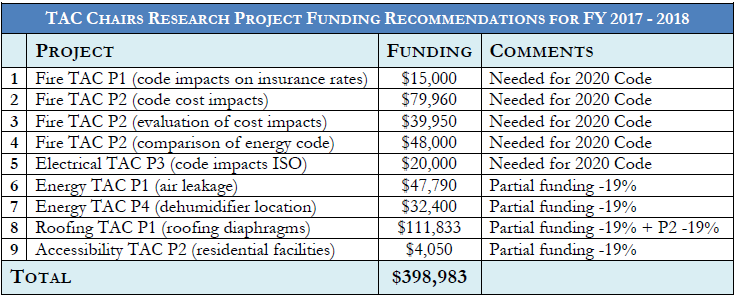 TAC CHAIRS RESEARCH PROJECT FUNDING RECOMMENDATIONS FOR FY 2017 - 2018
PROJECT FUNDING COMMENTS
1 Fire TAC P1 (code impacts on insurance rates) $15,000 Needed for 2020 Code
2 Fire TAC P2 (code cost impacts) $79,960 Needed for 2020 Code
3 Fire TAC P2 (evaluation of cost impacts) $39,950 Needed for 2020 Code
4 Fire TAC P2 (comparison of energy code) $48,000 Needed for 2020 Code
5 Electrical TAC P3 (code impacts ISO) $20,000 Needed for 2020 Code
6 Energy TAC P1 (air leakage) $47,790 Partial funding -19%
7 Energy TAC P4 (dehumidifier location) $32,400 Partial funding -19%
8 Roofing TAC P1 (roofing diaphragms) $111,833 Partial funding -19% + P2 -19%
9 Accessibility TAC P2 (residential facilities) $4,050 Partial funding -19%
TOTAL $398,983